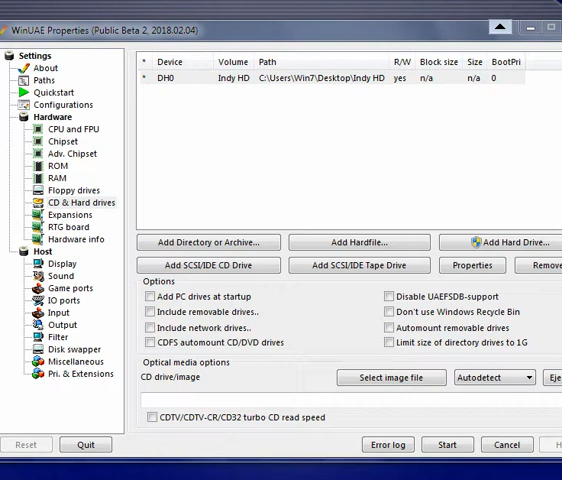 WinUAE Properties (Public Beta 2, 2018.02.04)
Settings
About
Paths
Quickstart
Configurations
Hardware
CPU and FPU
Chipset
Adv. Chipset
ROM
RAM
Floppy drives
CD & Hard drives
Expansions
RTG board
Hardware info
Host
Display
Sound
Game ports
IO ports
Input
Output
Filter
Disk swapper
Miscellaneous
Pri. & Extensions
* Device Volume Path R/W Block size Size BootPri
* DH0 Indy HD C:\Users\Win7\Desktop\Indy HD yes n/a n/a 0
Add Directory or Archive... Add Hardfile... Add Hard Drive...
Add SCSI/IDE CD Drive Add SCSI/IDE Tape Drive Properties Remove
Options
Add PC drives at startup Disable UAEFSDB-support
Include removable drives.. Don't use Windows Recycle Bin
Include network drives.. Automount removable drives
CDFS automount CD/DVD drives Limit size of directory drives to 1G
Optical media options
CD drive/image Select image file Autodetect Eje
CDTV/CDTV-CR/CD32 turbo CD read speed
Reset Quit Error log Start Cancel H